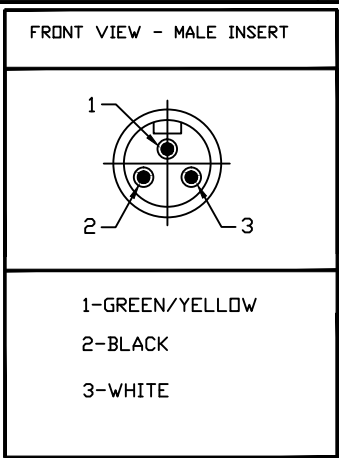 FRONT VIEW - MALE INSERT
1
2
3
1-GREEN/YELLOW
2-BLACK
3-WHITE